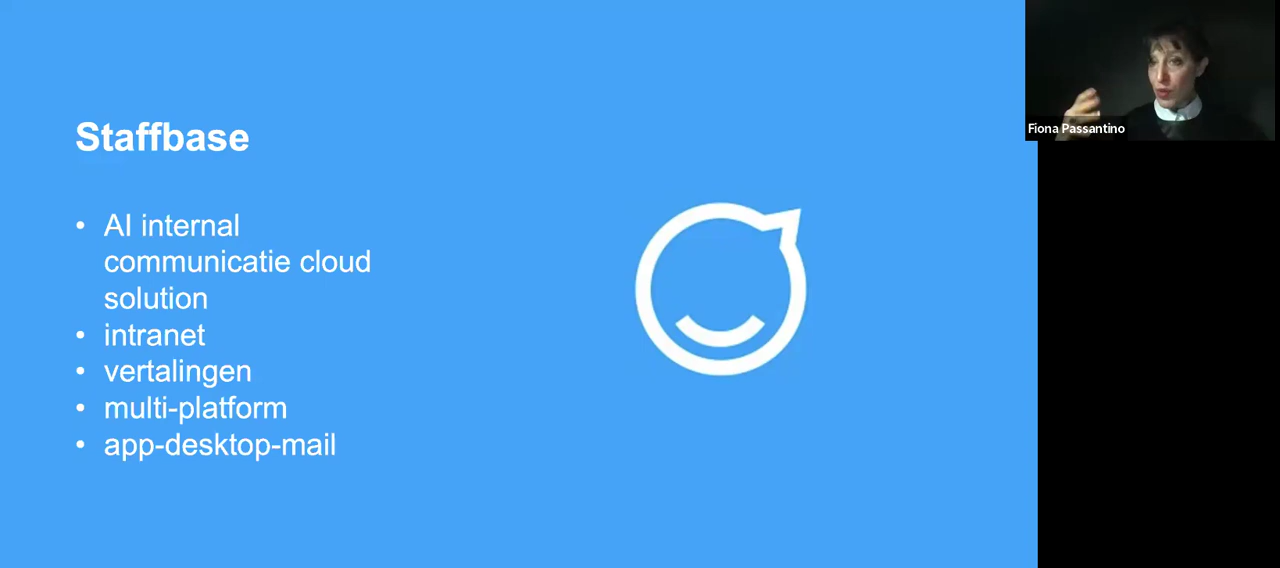 Staffbase
• AI internal
communicatie cloud
solution
• intranet
• vertalingen
• multi-platform
• app-desktop-mail
Fiona Passantino